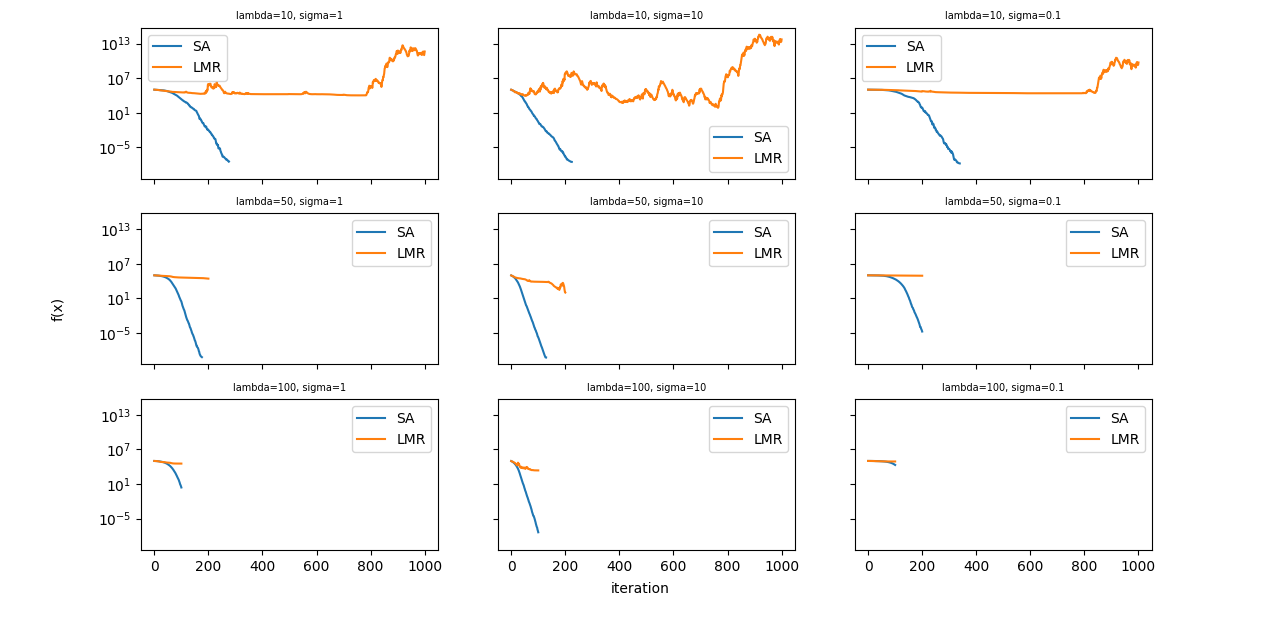 lambda=10, sigma=1
lambda=10, sigma=10
lambda=10, sigma=0.1
10^13
10^7
10^1
10^-5
SA
LMR
SA
LMR
SA
LMR
lambda=50, sigma=1
lambda=50, sigma=10
lambda=50, sigma=0.1
f(x)
10^13
10^7
10^1
10^-5
SA
LMR
SA
LMR
SA
LMR
lambda=100, sigma=1
lambda=100, sigma=10
lambda=100, sigma=0.1
10^13
10^7
10^1
10^-5
SA
LMR
SA
LMR
SA
LMR
0 200 400 600 800 1000
0 200 400 600 800 1000
0 200 400 600 800 1000
iteration